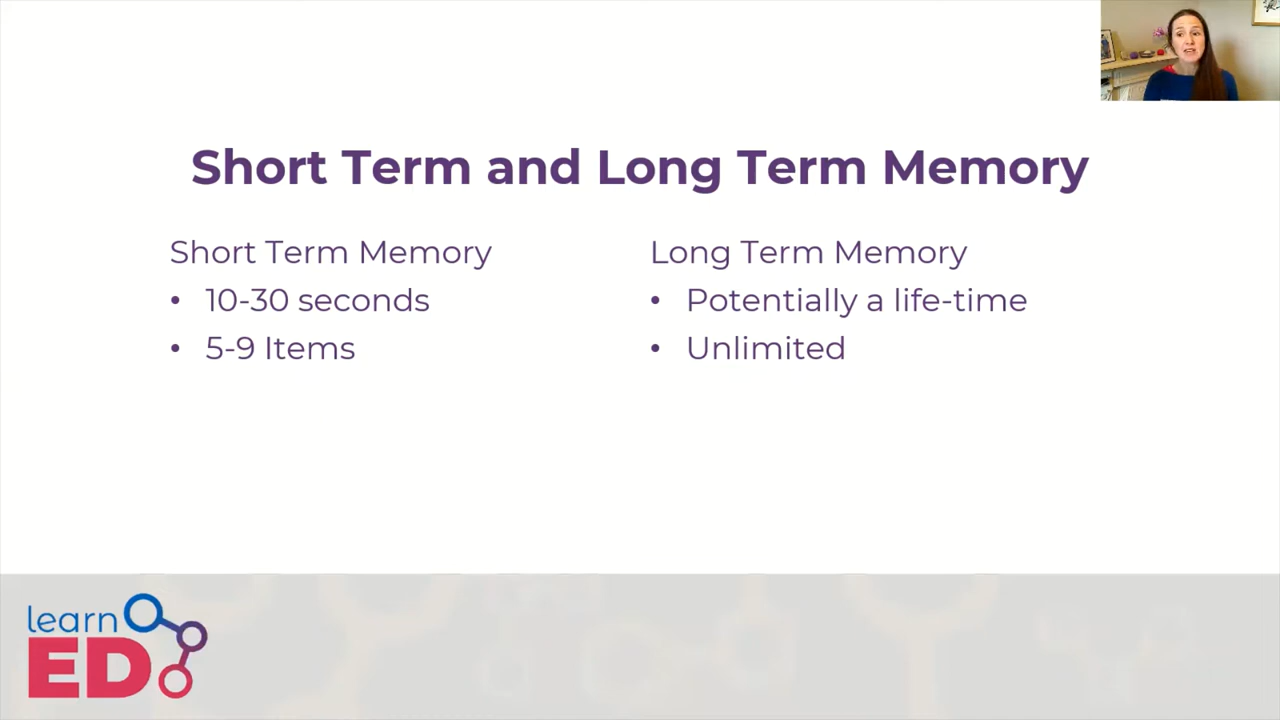 Short Term and Long Term Memory
Short Term Memory
• 10-30 seconds
• 5-9 Items
Long Term Memory
• Potentially a life-time
• Unlimited
learn
ED